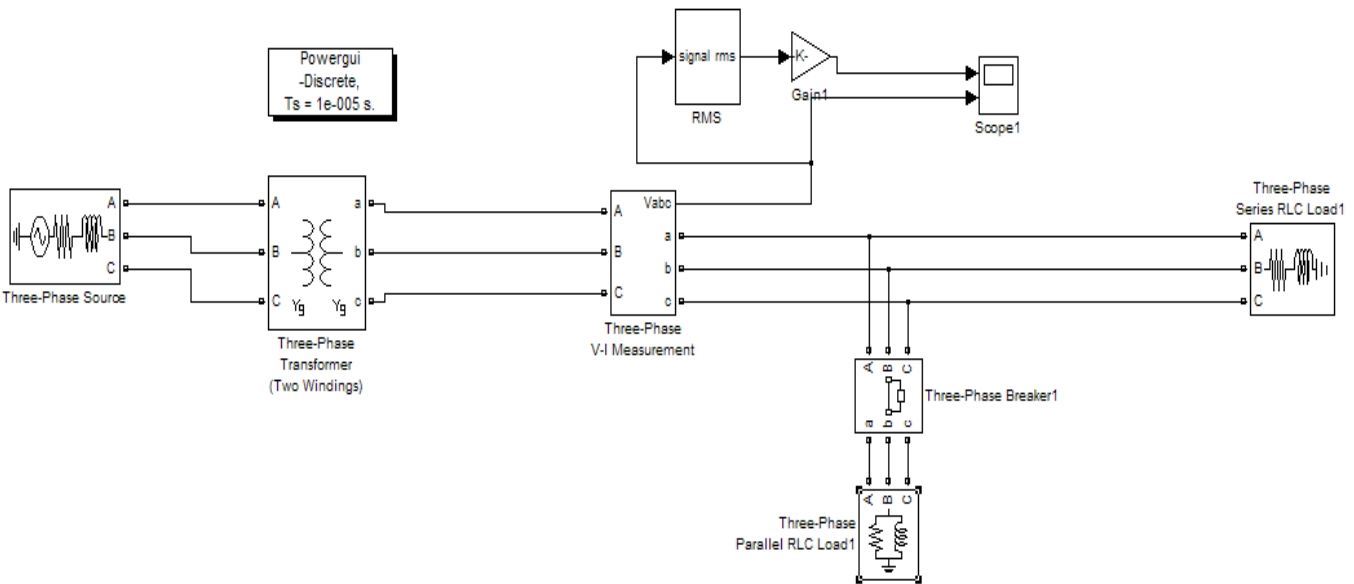 Powergui
-Discrete,
Ts = 1e-005 s.
signal rms
RMS
K-
Gain1
Scope1
A
B
C
Three-Phase Source
A
B
C
a
b
c
Yg
Yg
Three-Phase
Transformer
(Two Windings)
A
B
C
Vabc
a
b
c
Three-Phase
V-I Measurement
Three-Phase
Series RLC Load1
A
B
C
A
B
C
a
b
c
Three-Phase Breaker1
A
B
C
Three-Phase
Parallel RLC Load1